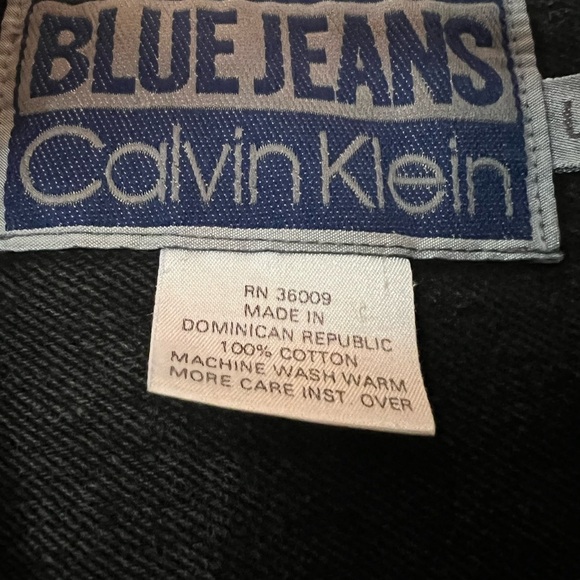 BLUE JEANS
Calvin Klein
RN 36009
MADE IN
DOMINICAN REPUBLIC
100% COTTON
MACHINE WASH WARM
MORE CARE INST. OVER